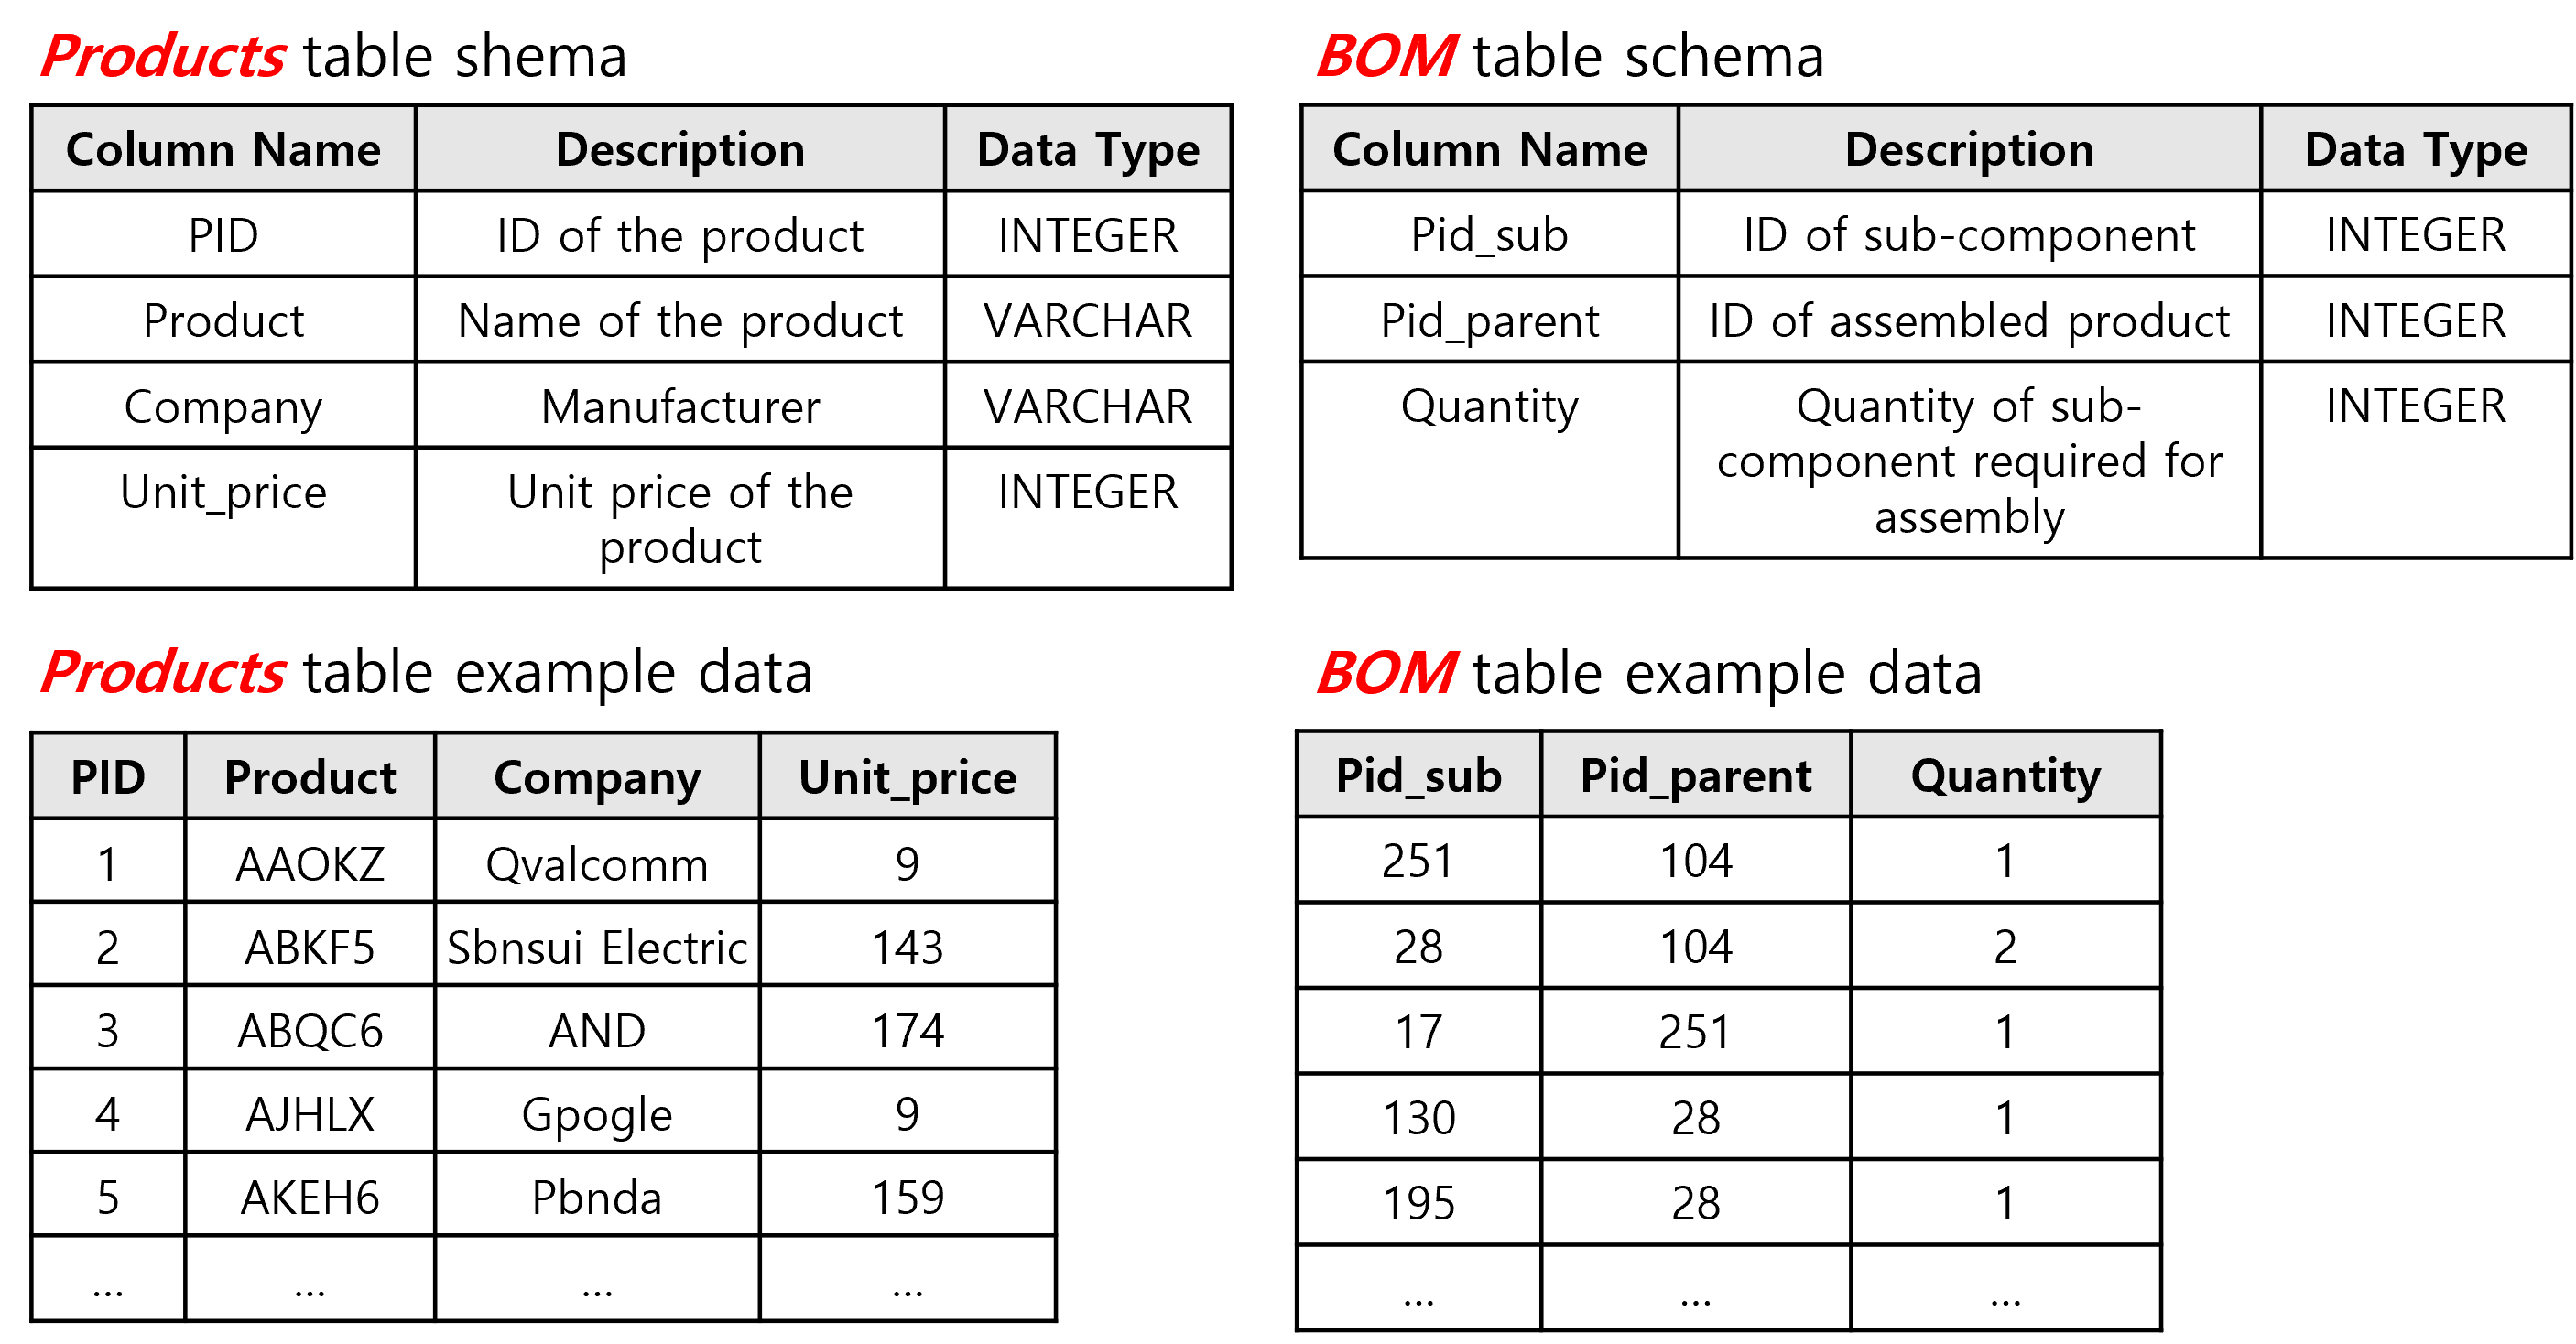 Products table shema
Column Name Description Data Type
PID ID of the product INTEGER
Product Name of the product VARCHAR
Company Manufacturer VARCHAR
Unit_price Unit price of the INTEGER
product
BOM table schema
Column Name Description Data Type
Pid_sub ID of sub-component INTEGER
Pid_parent ID of assembled product INTEGER
Quantity Quantity of sub- INTEGER
component required for
assembly
Products table example data
PID Product Company Unit_price
1 AAOKZ Qvalcomm 9
2 ABKF5 Sbnsui Electric 143
3 ABQC6 AND 174
4 AJHLX Gpogle 9
5 AKEH6 Pbnda 159
... ... ... ...
BOM table example data
Pid_sub Pid_parent Quantity
251 104 1
28 104 2
17 251 1
130 28 1
195 28 1
... ... ...